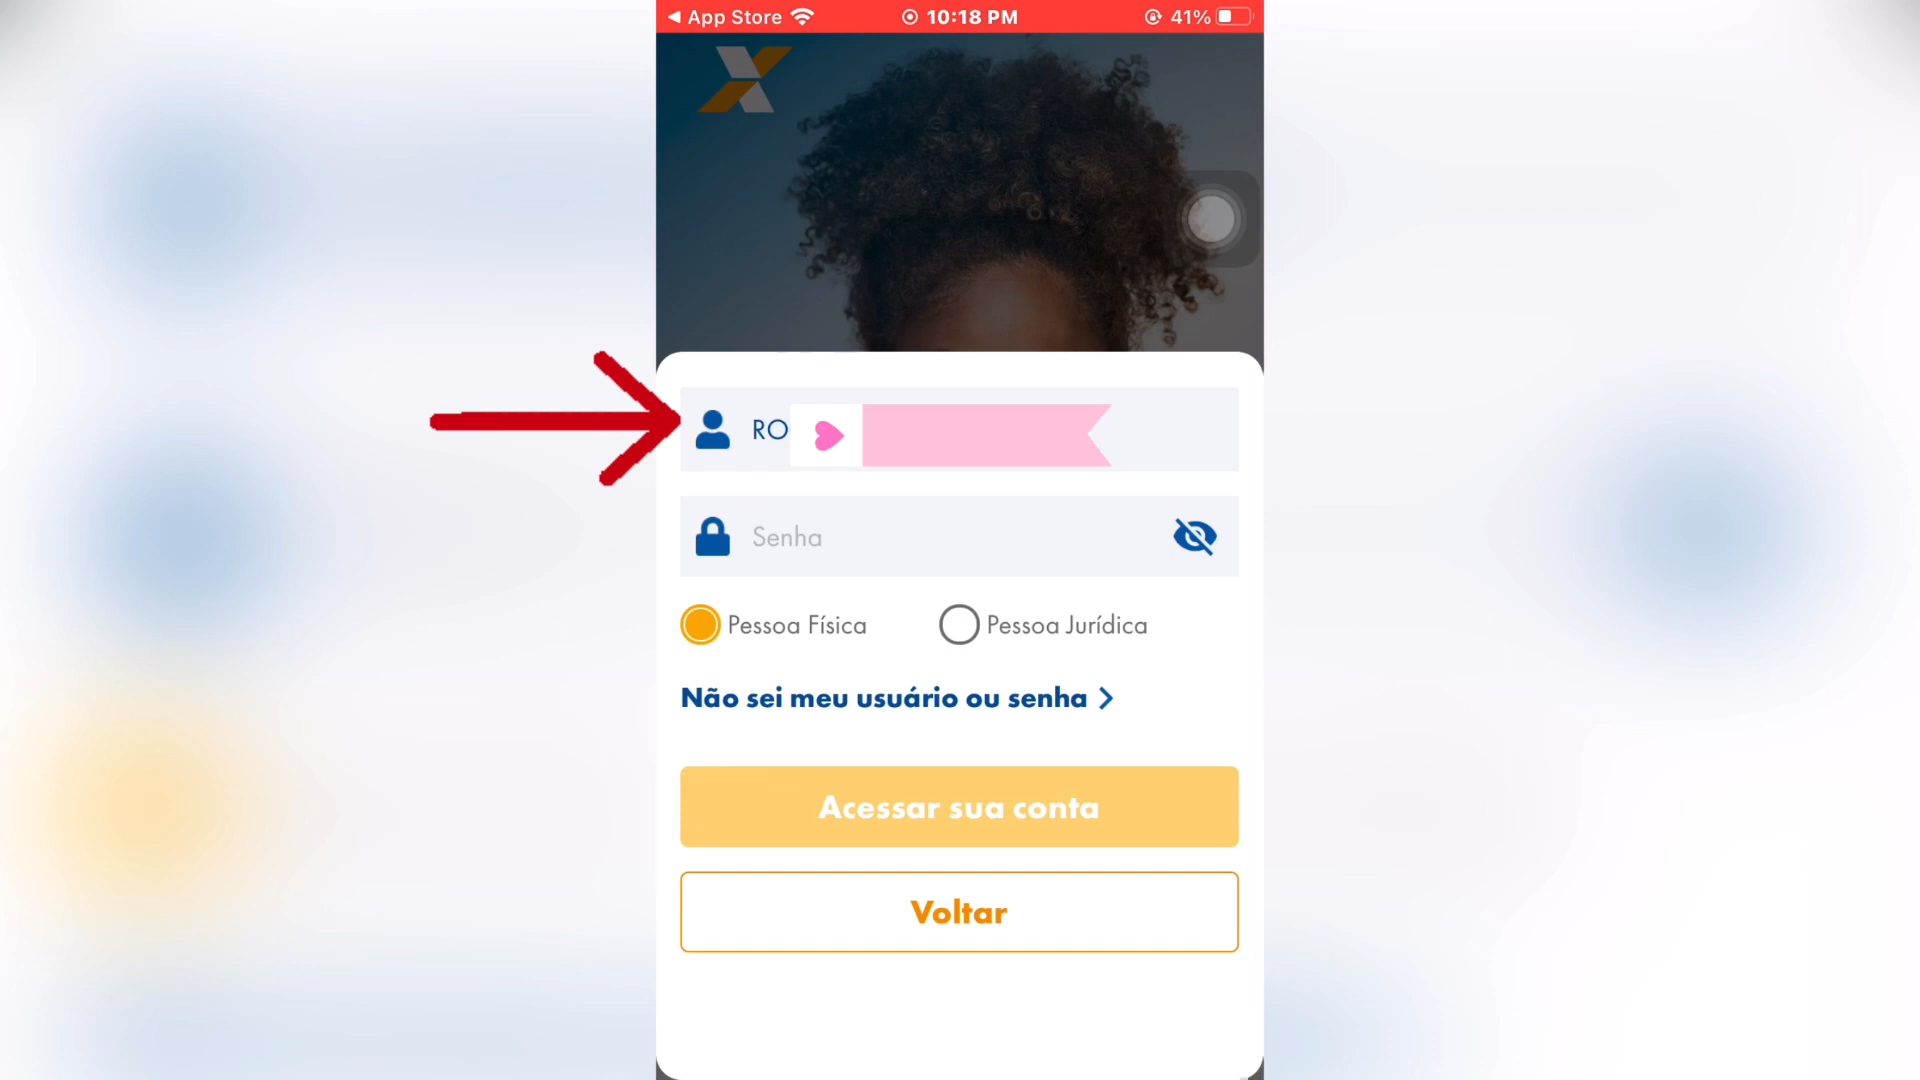 App Store 10:18 PM 41%
RO
Senha
Pessoa Física Pessoa Jurídica
Não sei meu usuário ou senha
Acessar sua conta
Voltar